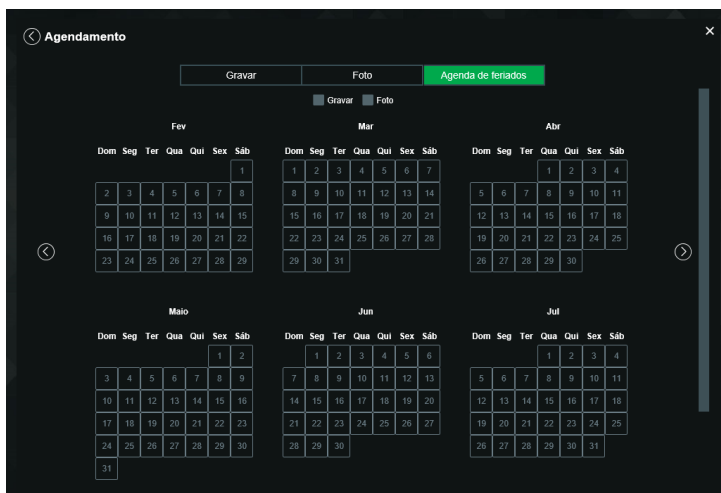 Agendamento
Gravar Foto Agenda de feriados
Gravar Foto
Fev Mar Abr
Dom Seg Ter Qua Qui Sex Sáb Dom Seg Ter Qua Qui Sex Sáb Dom Seg Ter Qua Qui Sex Sáb
1 1 2 3 4 5 6 7 1 2 3 4
2 3 4 5 6 7 8 8 9 10 11 12 13 14 5 6 7 8 9 10 11
9 10 11 12 13 14 15 15 16 17 18 19 20 21 12 13 14 15 16 17 18
16 17 18 19 20 21 22 22 23 24 25 26 27 28 19 20 21 22 23 24 25
23 24 25 26 27 28 29 29 30 31 26 27 28 29 30
Maio Jun Jul
Dom Seg Ter Qua Qui Sex Sáb Dom Seg Ter Qua Qui Sex Sáb Dom Seg Ter Qua Qui Sex Sáb
1 2 1 2 3 4 5 6 1 2 3 4
3 4 5 6 7 8 9 7 8 9 10 11 12 13 5 6 7 8 9 10 11
10 11 12 13 14 15 16 14 15 16 17 18 19 20 12 13 14 15 16 17 18
17 18 19 20 21 22 23 21 22 23 24 25 26 27 19 20 21 22 23 24 25
24 25 26 27 28 29 30 28 29 30 26 27 28 29 30 31
31